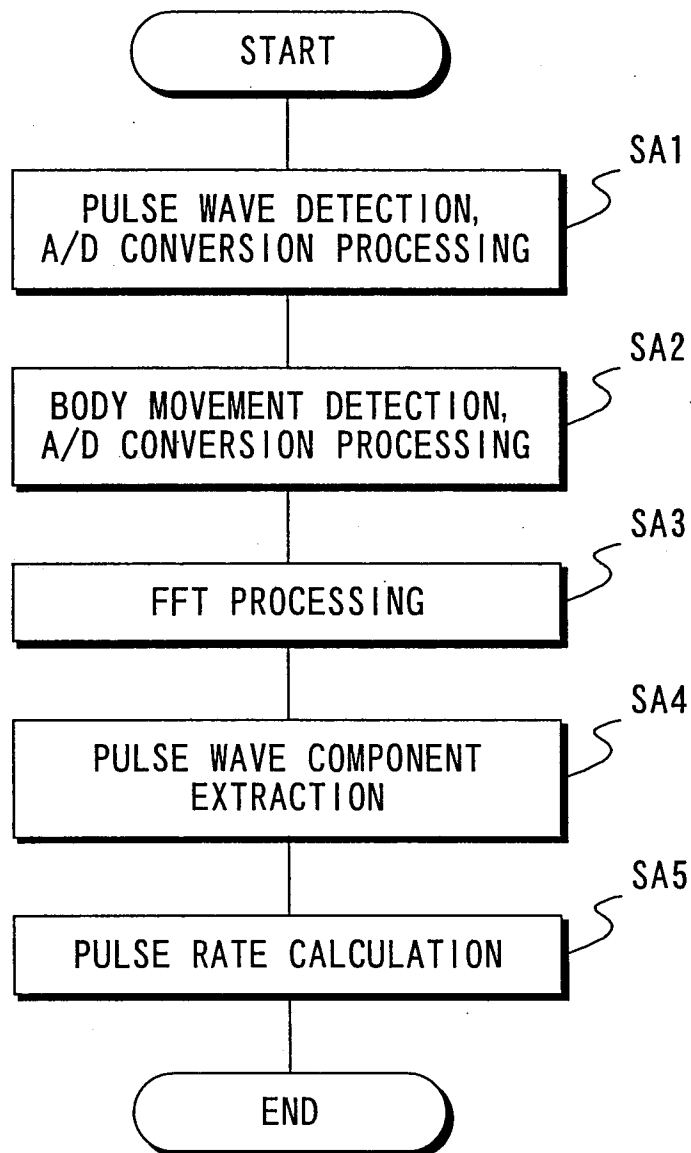 START
SA1
PULSE WAVE DETECTION,
A/D CONVERSION PROCESSING
SA2
BODY MOVEMENT DETECTION,
A/D CONVERSION PROCESSING
SA3
FFT PROCESSING
SA4
PULSE WAVE COMPONENT
EXTRACTION
SA5
PULSE RATE CALCULATION
END